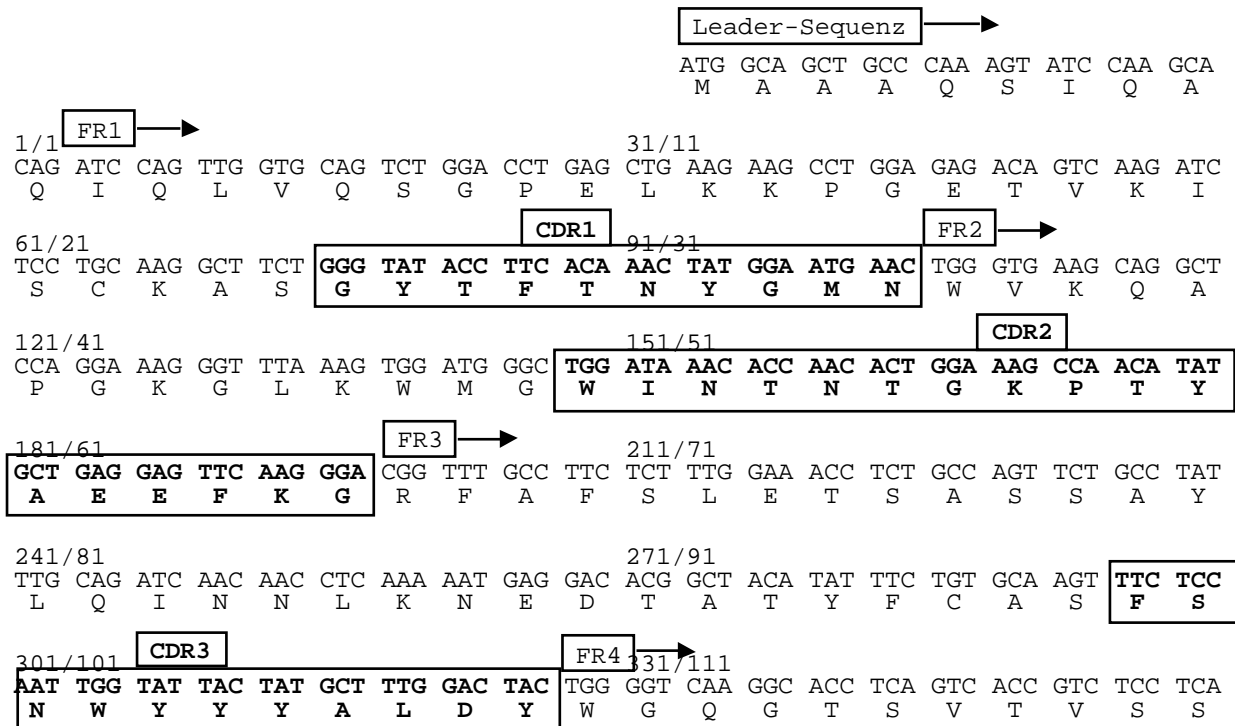 Leader-Sequenz
ATG GCA GCT GCC CAA AGT ATC CAA GCA
M A A A Q S I Q A
1/1 FR1 31/11
CAG ATC CAG TTG GTG CAG TCT GGA CCT GAG CTG AAG AAG CCT GGA GAG ACA GTC AAG ATC
Q I Q L V Q S G P E L K K P G E T V K I
61/21 CDR1 91/31 FR2
TCC TGC AAG GCT TCT GGG TAT ACC TTC ACA AAC TAT GGA ATG AAC TGG GTG AAG CAG GCT
S C K A S G Y T F T N Y G M N W V K Q A
121/41 151/51 CDR2
CCA GGA AAG GGT TTA AAG TGG ATG GGC TGG ATA AAC ACC AAC ACT GGA AAG CCA ACA TAT
P G K G L K W M G W I N T N T G K P T Y
181/61 FR3 211/71
GCT GAG GAG TTC AAG GGA CGG TTT GCC TTC TCT TTG GAA ACC TCT GCC AGT TCT GCC TAT
A E E F K G R F A F S L E T S A S S A Y
241/81 271/91
TTG CAG ATC AAC AAC CTC AAA AAT GAG GAC ACG GCT ACA TAT TTC TGT GCA AGT TTC TCC
L Q I N N L K N E D T A T Y F C A S F S
301/101 CDR3 FR4 331/111
AAT TGG TAT TAC TAT GCT TTG GAC TAC TGG GGT CAA GGC ACC TCA GTC ACC GTC TCC TCA
N W Y Y Y A L D Y W G Q G T S V T V S S